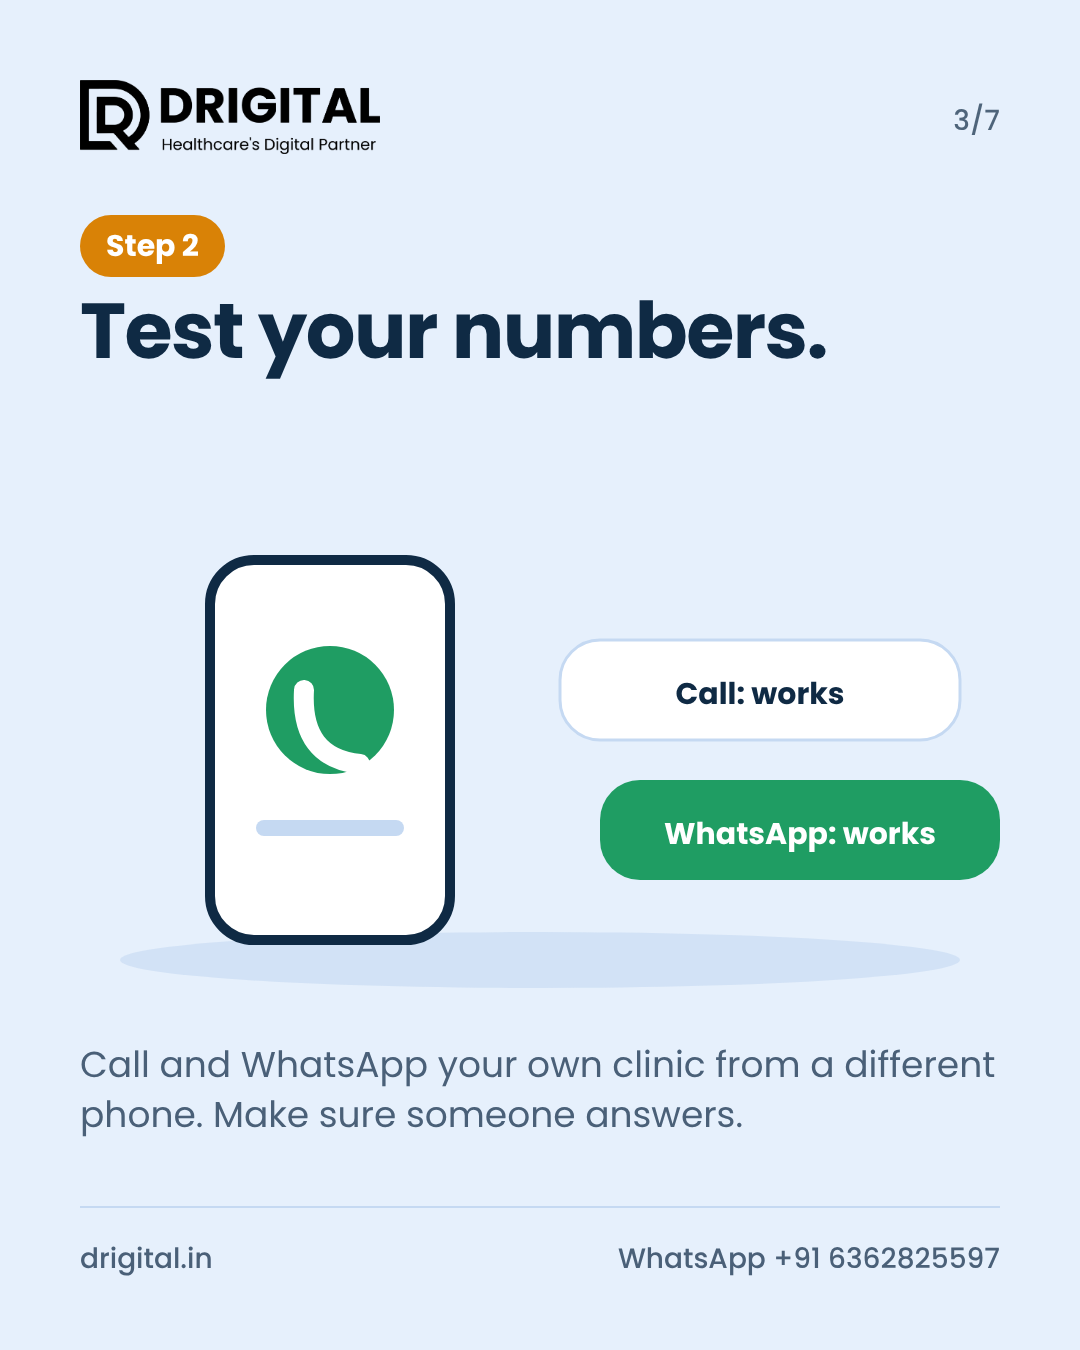 DRIGITAL
Healthcare's Digital Partner
3/7
Step 2
Test your numbers.
Call: works
WhatsApp: works
Call and WhatsApp your own clinic from a different
phone. Make sure someone answers.
drigital.in
WhatsApp +91 6362825597